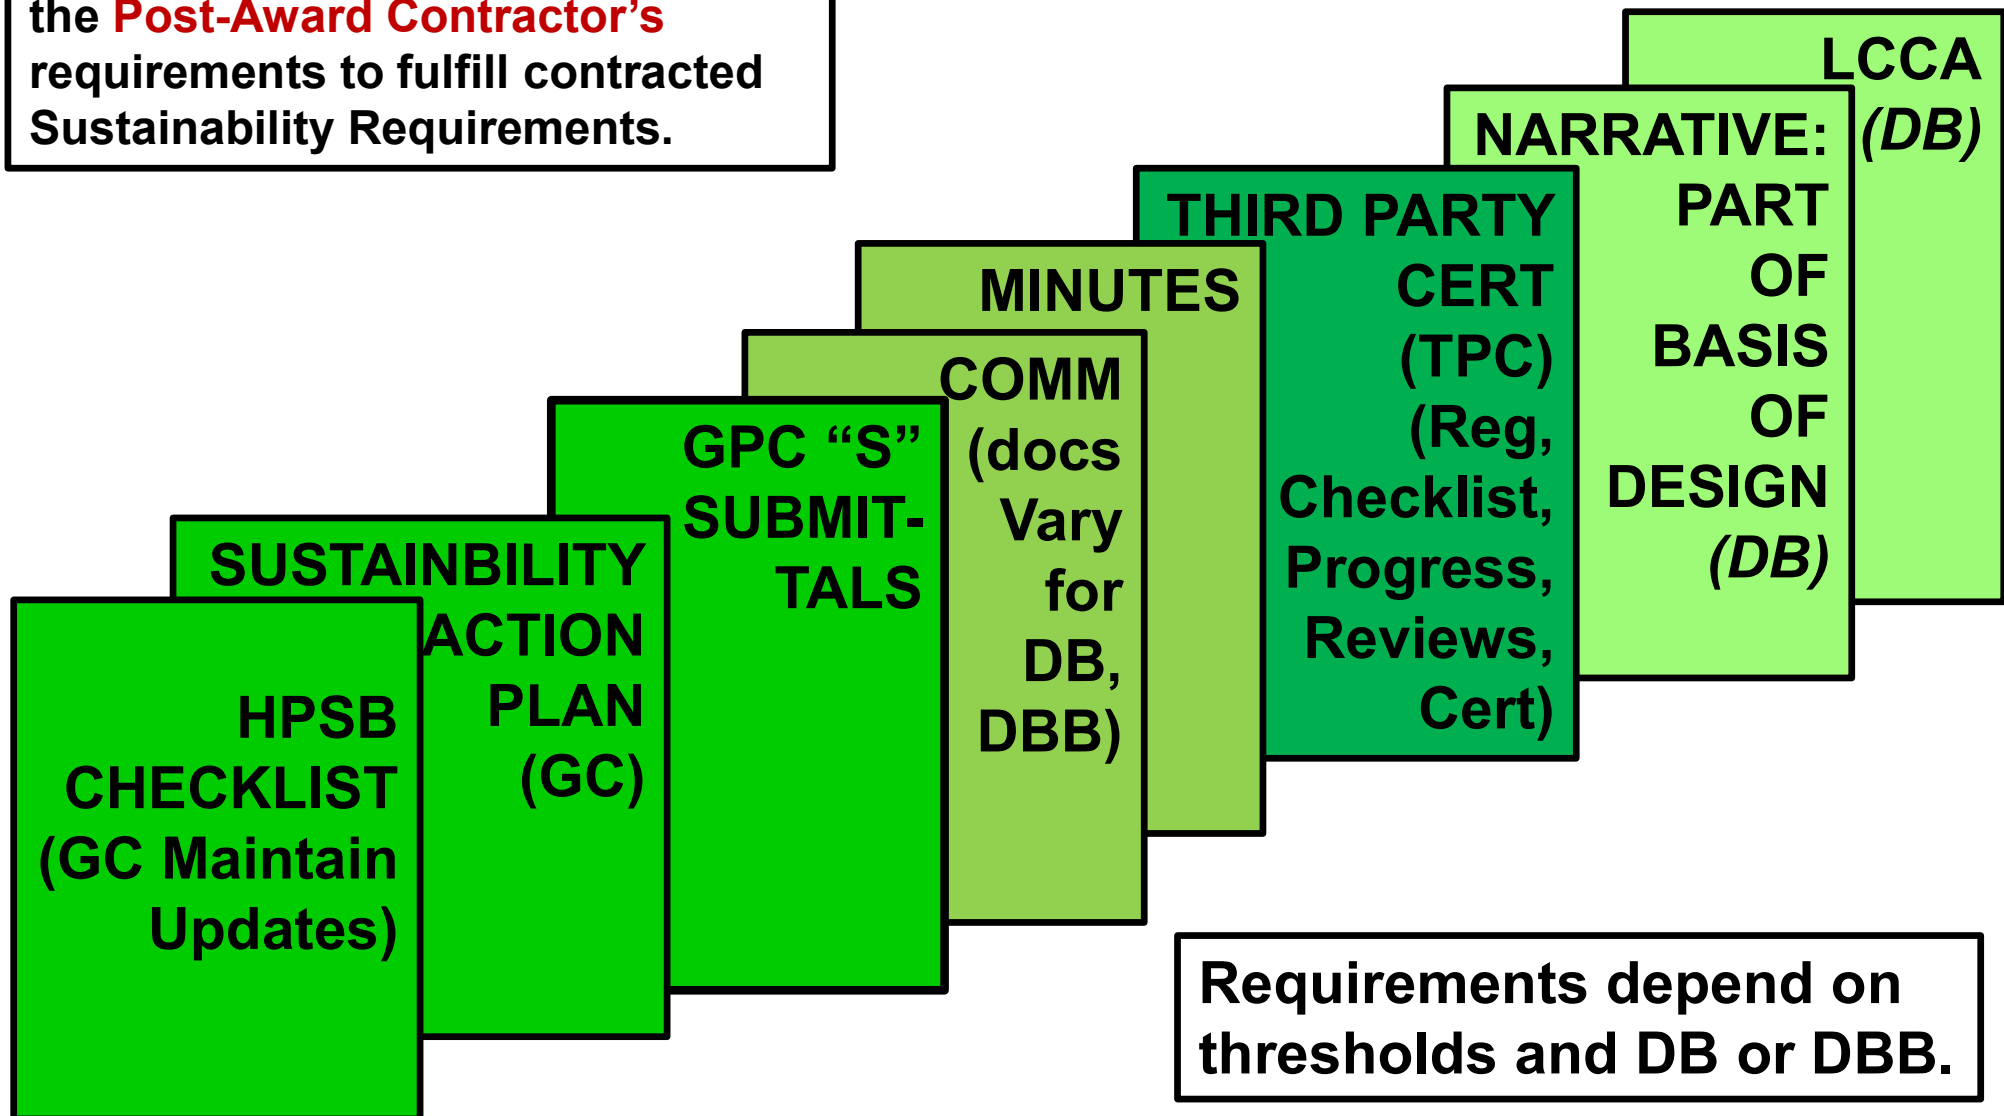 the Post-Award Contractor’s
requirements to fulfill contracted
Sustainability Requirements.
HPSB
CHECKLIST
(GC Maintain
Updates)
SUSTAINBILITY
ACTION
PLAN
(GC)
GPC “S”
SUBMIT-
TALS
COMM
(docs
Vary
for
DB,
DBB)
MINUTES
THIRD PARTY
CERT
(TPC)
(Reg,
Checklist,
Progress,
Reviews,
Cert)
NARRATIVE:
PART
OF
BASIS
OF
DESIGN
(DB)
LCCA
(DB)
Requirements depend on
thresholds and DB or DBB.